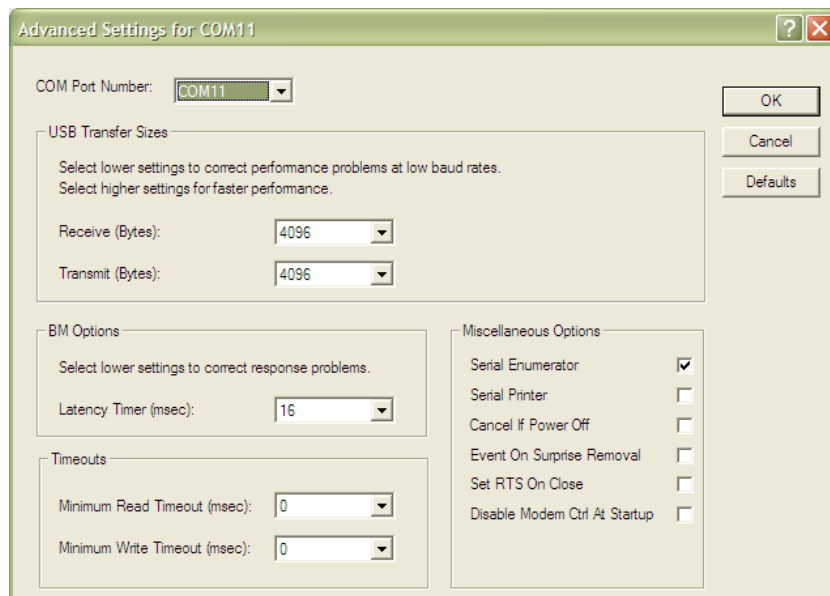 Advanced Settings for COM11
COM Port Number: COM11
OK
USB Transfer Sizes
Cancel
Select lower settings to correct performance problems at low baud rates.
Select higher settings for faster performance.
Defaults
Receive (Bytes): 4096
Transmit (Bytes): 4096
BM Options
Select lower settings to correct response problems.
Latency Timer (msec): 16
Timeouts
Minimum Read Timeout (msec): 0
Minimum Write Timeout (msec): 0
Miscellaneous Options
Serial Enumerator
Serial Printer
Cancel If Power Off
Event On Surprise Removal
Set RTS On Close
Disable Modem Ctrl At Startup